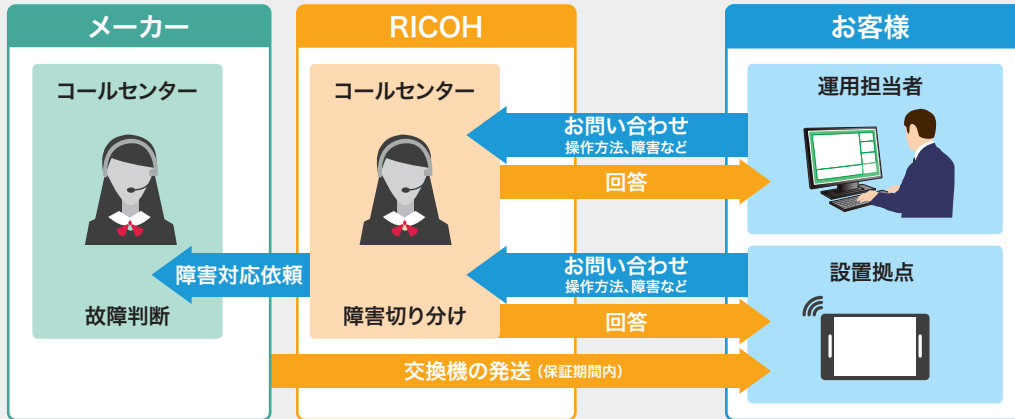 メーカー
コールセンター
故障判断
RICOH
コールセンター
障害切り分け
お客様
運用担当者
設置拠点
お問い合わせ
操作方法、障害など
回答
障害対応依頼
お問い合わせ
操作方法、障害など
回答
交換機の発送（保証期間内）